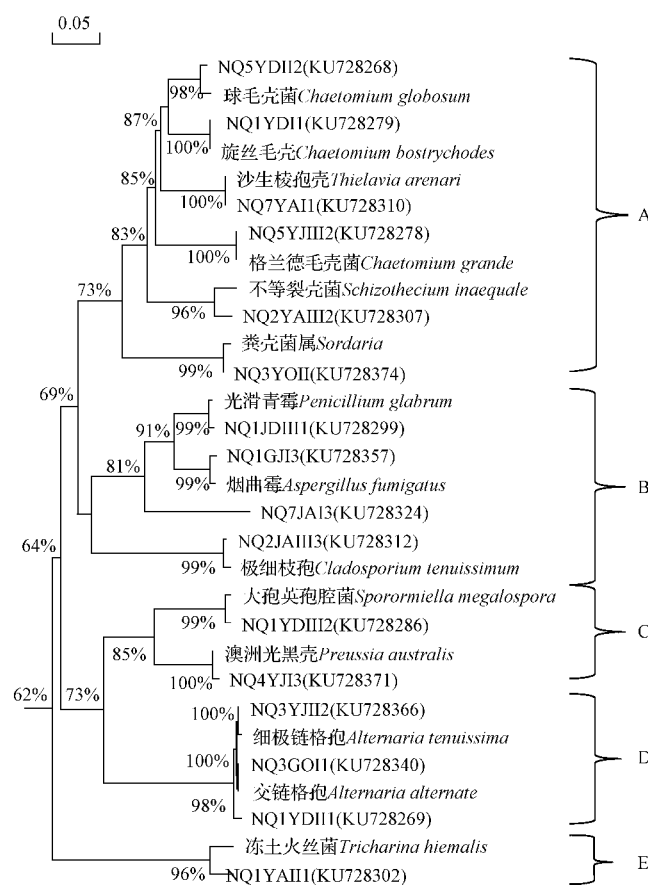 0.05
NQ5YDII2(KU728268)
98%
球毛壳菌Chaetomium globosum
87%
NQ1YDI1(KU728279)
100%
旋丝毛壳Chaetomium bostrychodes
85%
沙生棱孢壳Thielavia arenari
100%
NQ7YAI1(KU728310)
A
83%
NQ5YJIII2(KU728278)
100%
格兰德毛壳菌Chaetomium grande
73%
不等裂壳菌Schizothecium inaequale
96%
NQ2YAIII2(KU728307)
粪壳菌属Sordaria
99%
NQ3YOII(KU728374)
69%
光滑青霉Penicillium glabrum
91%
99%
NQ1JDIII1(KU728299)
81%
NQ1GJI3(KU728357)
99%
烟曲霉Aspergillus fumigatus
B
NQ7JAI3(KU728324)
64%
NQ2JAIII3(KU728312)
99%
极细枝孢Cladosporium tenuissimum
大孢荚孢腔菌Sporormiella megalospora
99%
NQ1YDIII2(KU728286)
C
85%
澳洲光黑壳Preussia australis
73%
100%
NQ4YJI3(KU728371)
62%
100%
NQ3YJII2(KU728366)
细极链格孢Alternaria tenuissima
100%
NQ3GOI1(KU728340)
D
交链格孢Alternaria alternate
98%
NQ1YDII1(KU728269)
冻土火丝菌Tricharina hiemalis
96%
NQ1YAII1(KU728302)
E